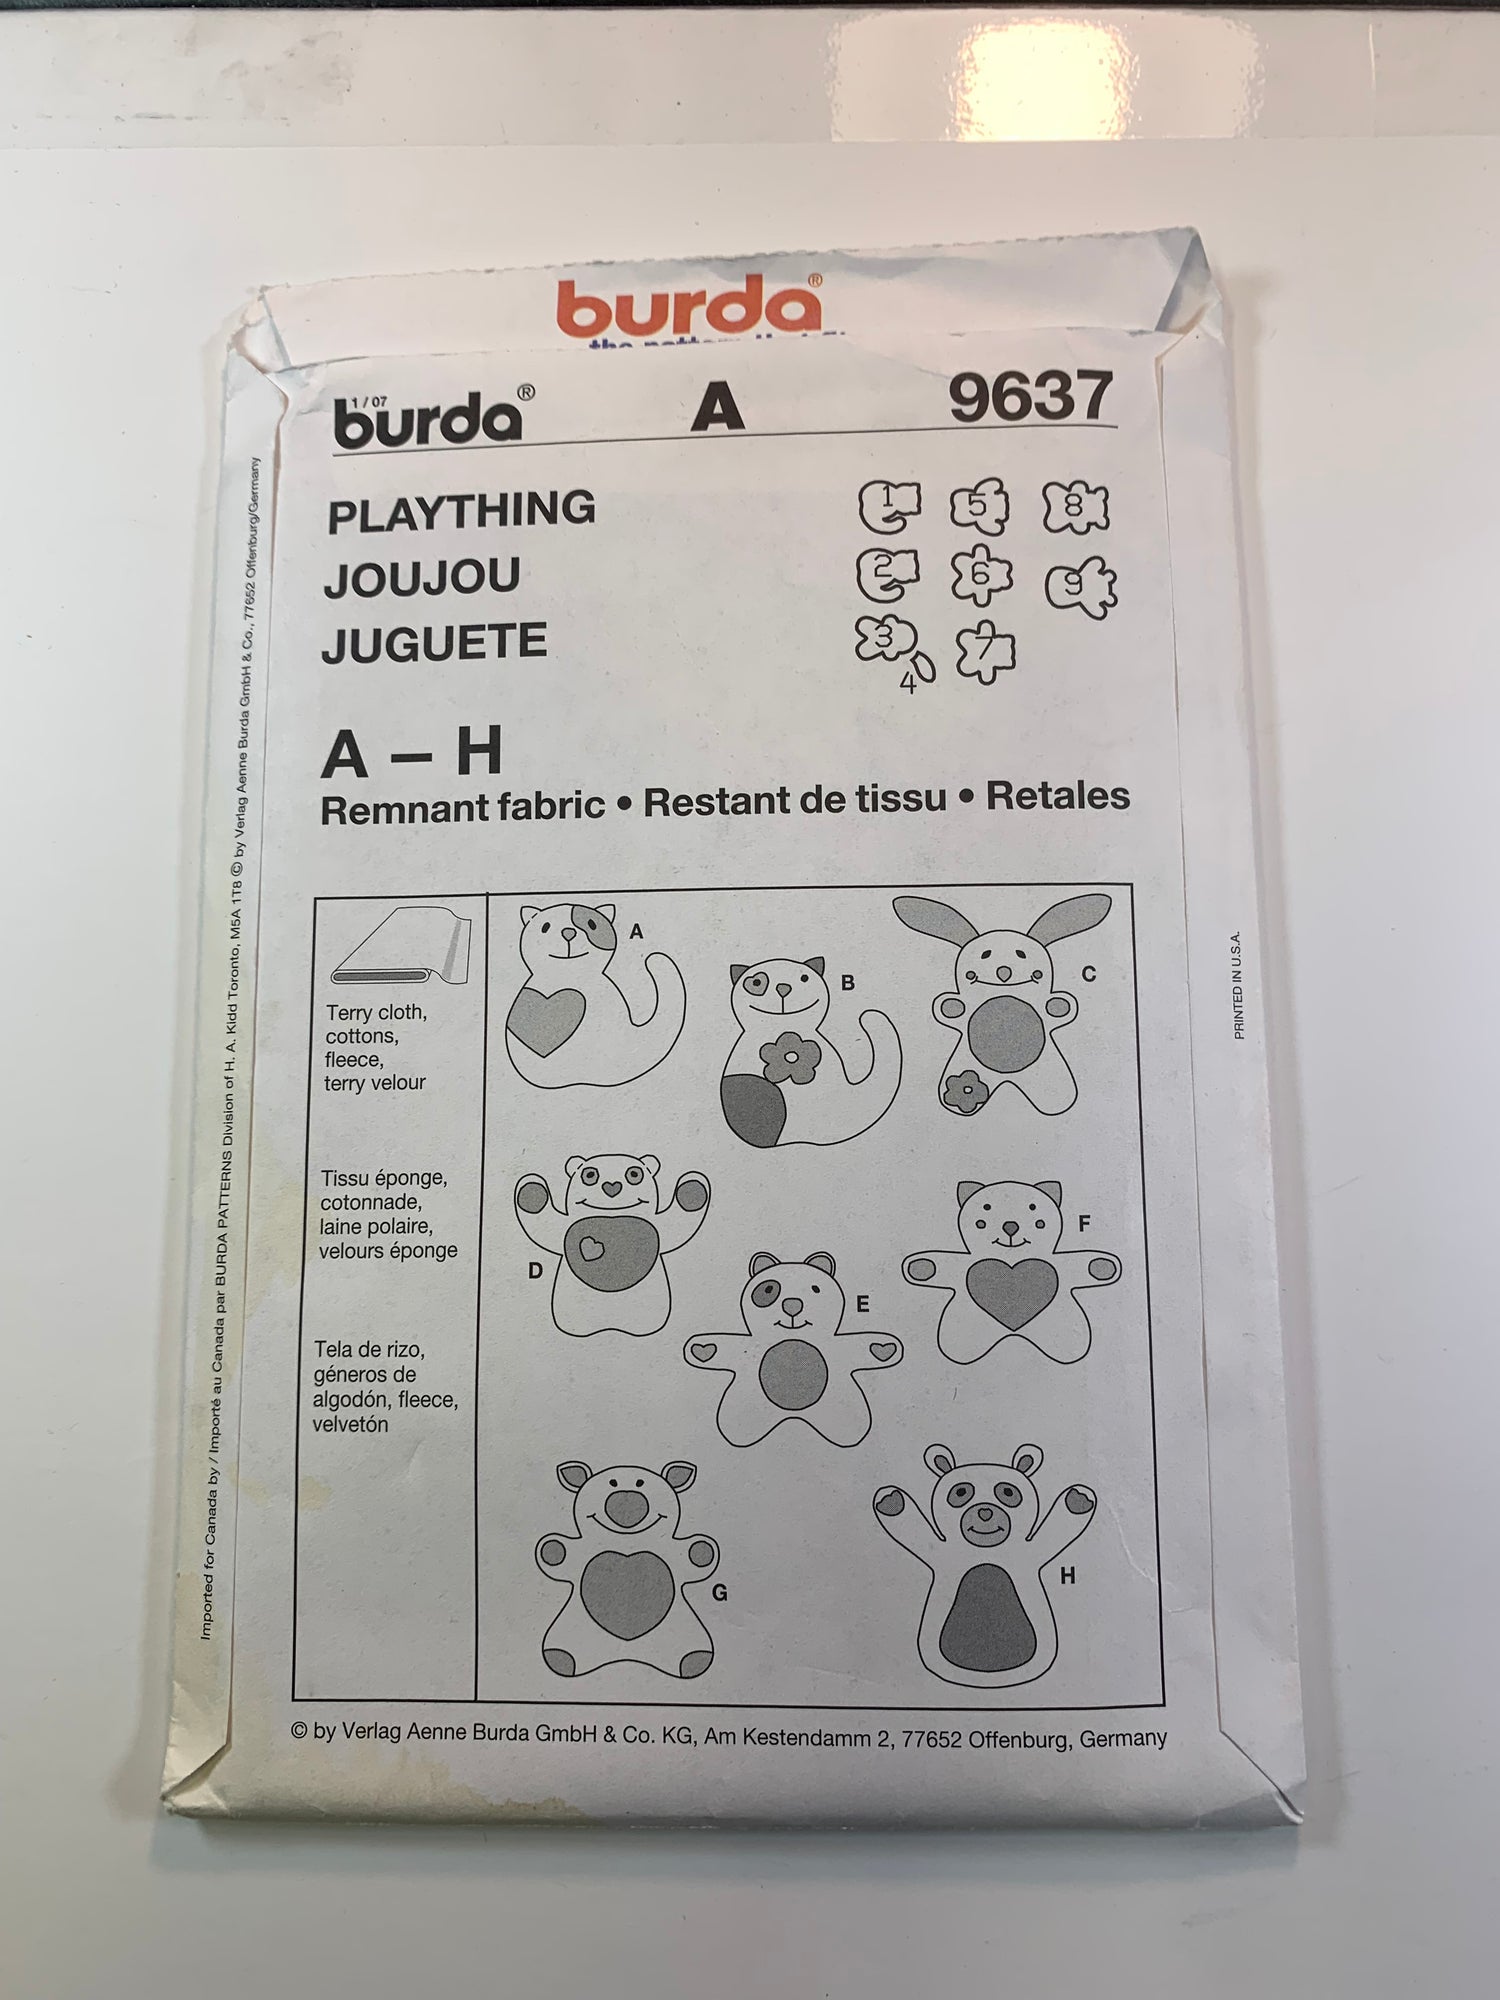 burda®
1/07
burda® A 9637
PLAYTHING
JOUJOU
JUGUETE
1 5 8
2 6 9
3 4 7
A – H
Remnant fabric • Restant de tissu • Retales
Terry cloth,
cottons,
fleece,
terry velour
Tissu éponge,
cotonnade,
laine polaire,
velours éponge
Tela de rizo,
géneros de
algodón, fleece,
velvetón
A
B
C
D
E
F
G
H
© by Verlag Aenne Burda GmbH & Co. KG, Am Kestendamm 2, 77652 Offenburg, Germany
Imported for Canada by / Importé au Canada par BURDA PATTERNS Division of H. A. Kidd Toronto, M5A 1T8 © by Verlag Aenne Burda GmbH & Co., 77652 Offenburg/Germany
PRINTED IN U.S.A.